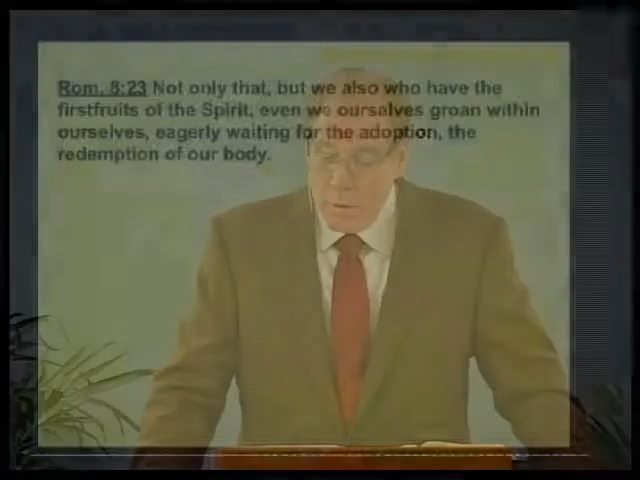 Rom. 8:23 Not only that, but we also who have the
firstfruits of the Spirit, even we ourselves groan within
ourselves, eagerly waiting for the adoption, the
redemption of our body.